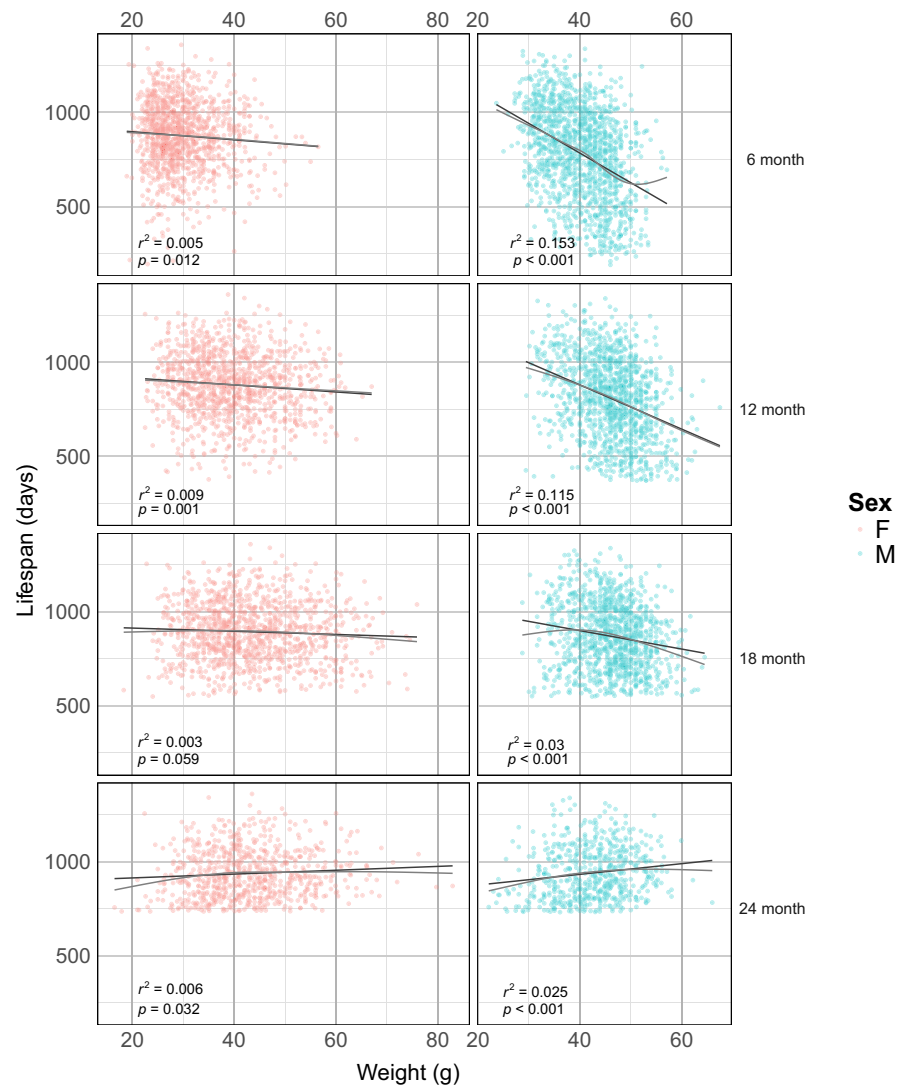 20 40 60 80 20 40 60
1000
500
r² = 0.005
p = 0.012
r² = 0.153
p < 0.001
6 month
1000
500
r² = 0.009
p = 0.001
r² = 0.115
p < 0.001
12 month
Lifespan (days)
Sex
F
M
1000
500
r² = 0.003
p = 0.059
r² = 0.03
p < 0.001
18 month
1000
500
r² = 0.006
p = 0.032
r² = 0.025
p < 0.001
24 month
20 40 60 80 20 40 60
Weight (g)